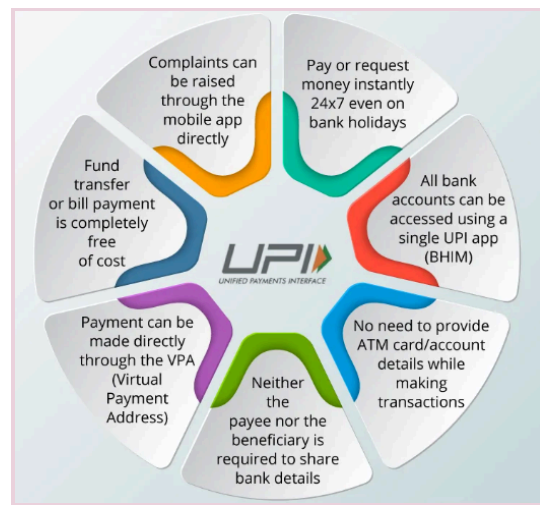 Complaints can
be raised
through the
mobile app
directly
Pay or request
money instantly
24x7 even on
bank holidays
All bank
accounts can be
accessed using a
single UPI app
(BHIM)
No need to provide
ATM card/account
details while
making
transactions
Neither
the
payee nor the
beneficiary is
required to share
bank details
Payment can be
made directly
through the VPA
(Virtual
Payment
Address)
Fund
transfer
or bill payment
is completely
free
of cost
UPI
UNIFIED PAYMENTS INTERFACE